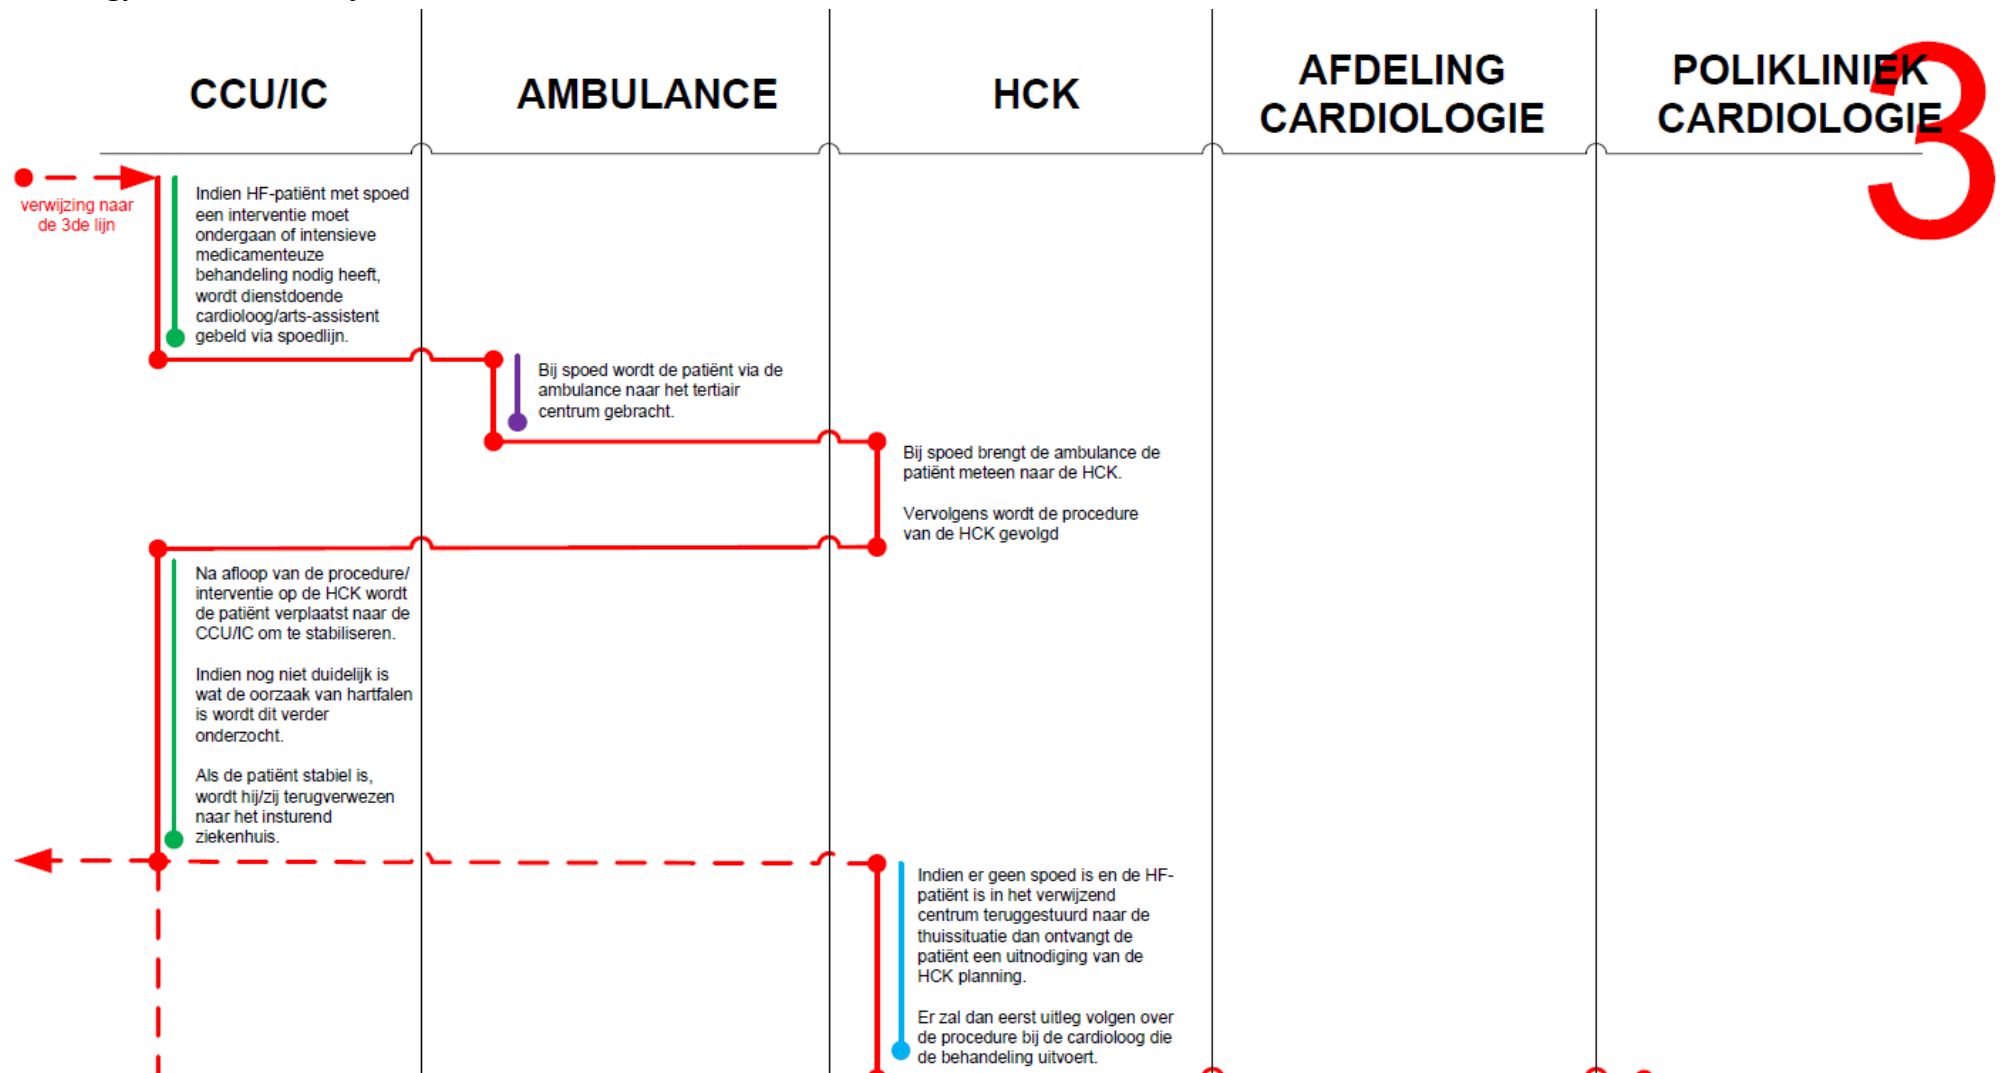 CCU/IC
AMBULANCE
HCK
AFDELING
CARDIOLOGIE
POLIKLINIEK
CARDIOLOGIE
3
verwijzing naar
de 3de lijn
Indien HF-patiënt met spoed
een interventie moet
ondergaan of intensieve
medicamenteuze
behandeling nodig heeft,
wordt dienstdoende
cardioloog/arts-assistent
gebeld via spoedlijn.
Bij spoed wordt de patiënt via de
ambulance naar het tertiair
centrum gebracht.
Bij spoed brengt de ambulance de
patiënt meteen naar de HCK.
Vervolgens wordt de procedure
van de HCK gevolgd
Na afloop van de procedure/
interventie op de HCK wordt
de patiënt verplaatst naar de
CCU/IC om te stabiliseren.
Indien nog niet duidelijk is
wat de oorzaak van hartfalen
is wordt dit verder
onderzocht.
Als de patiënt stabiel is,
wordt hij/zij terugverwezen
naar het insturend
ziekenhuis.
Indien er geen spoed is en de HF-
patiënt is in het verwijzend
centrum teruggestuurd naar de
thuissituatie dan ontvangt de
patiënt een uitnodiging van de
HCK planning.
Er zal dan eerst uitleg volgen over
de procedure bij de cardioloog die
de behandeling uitvoert.